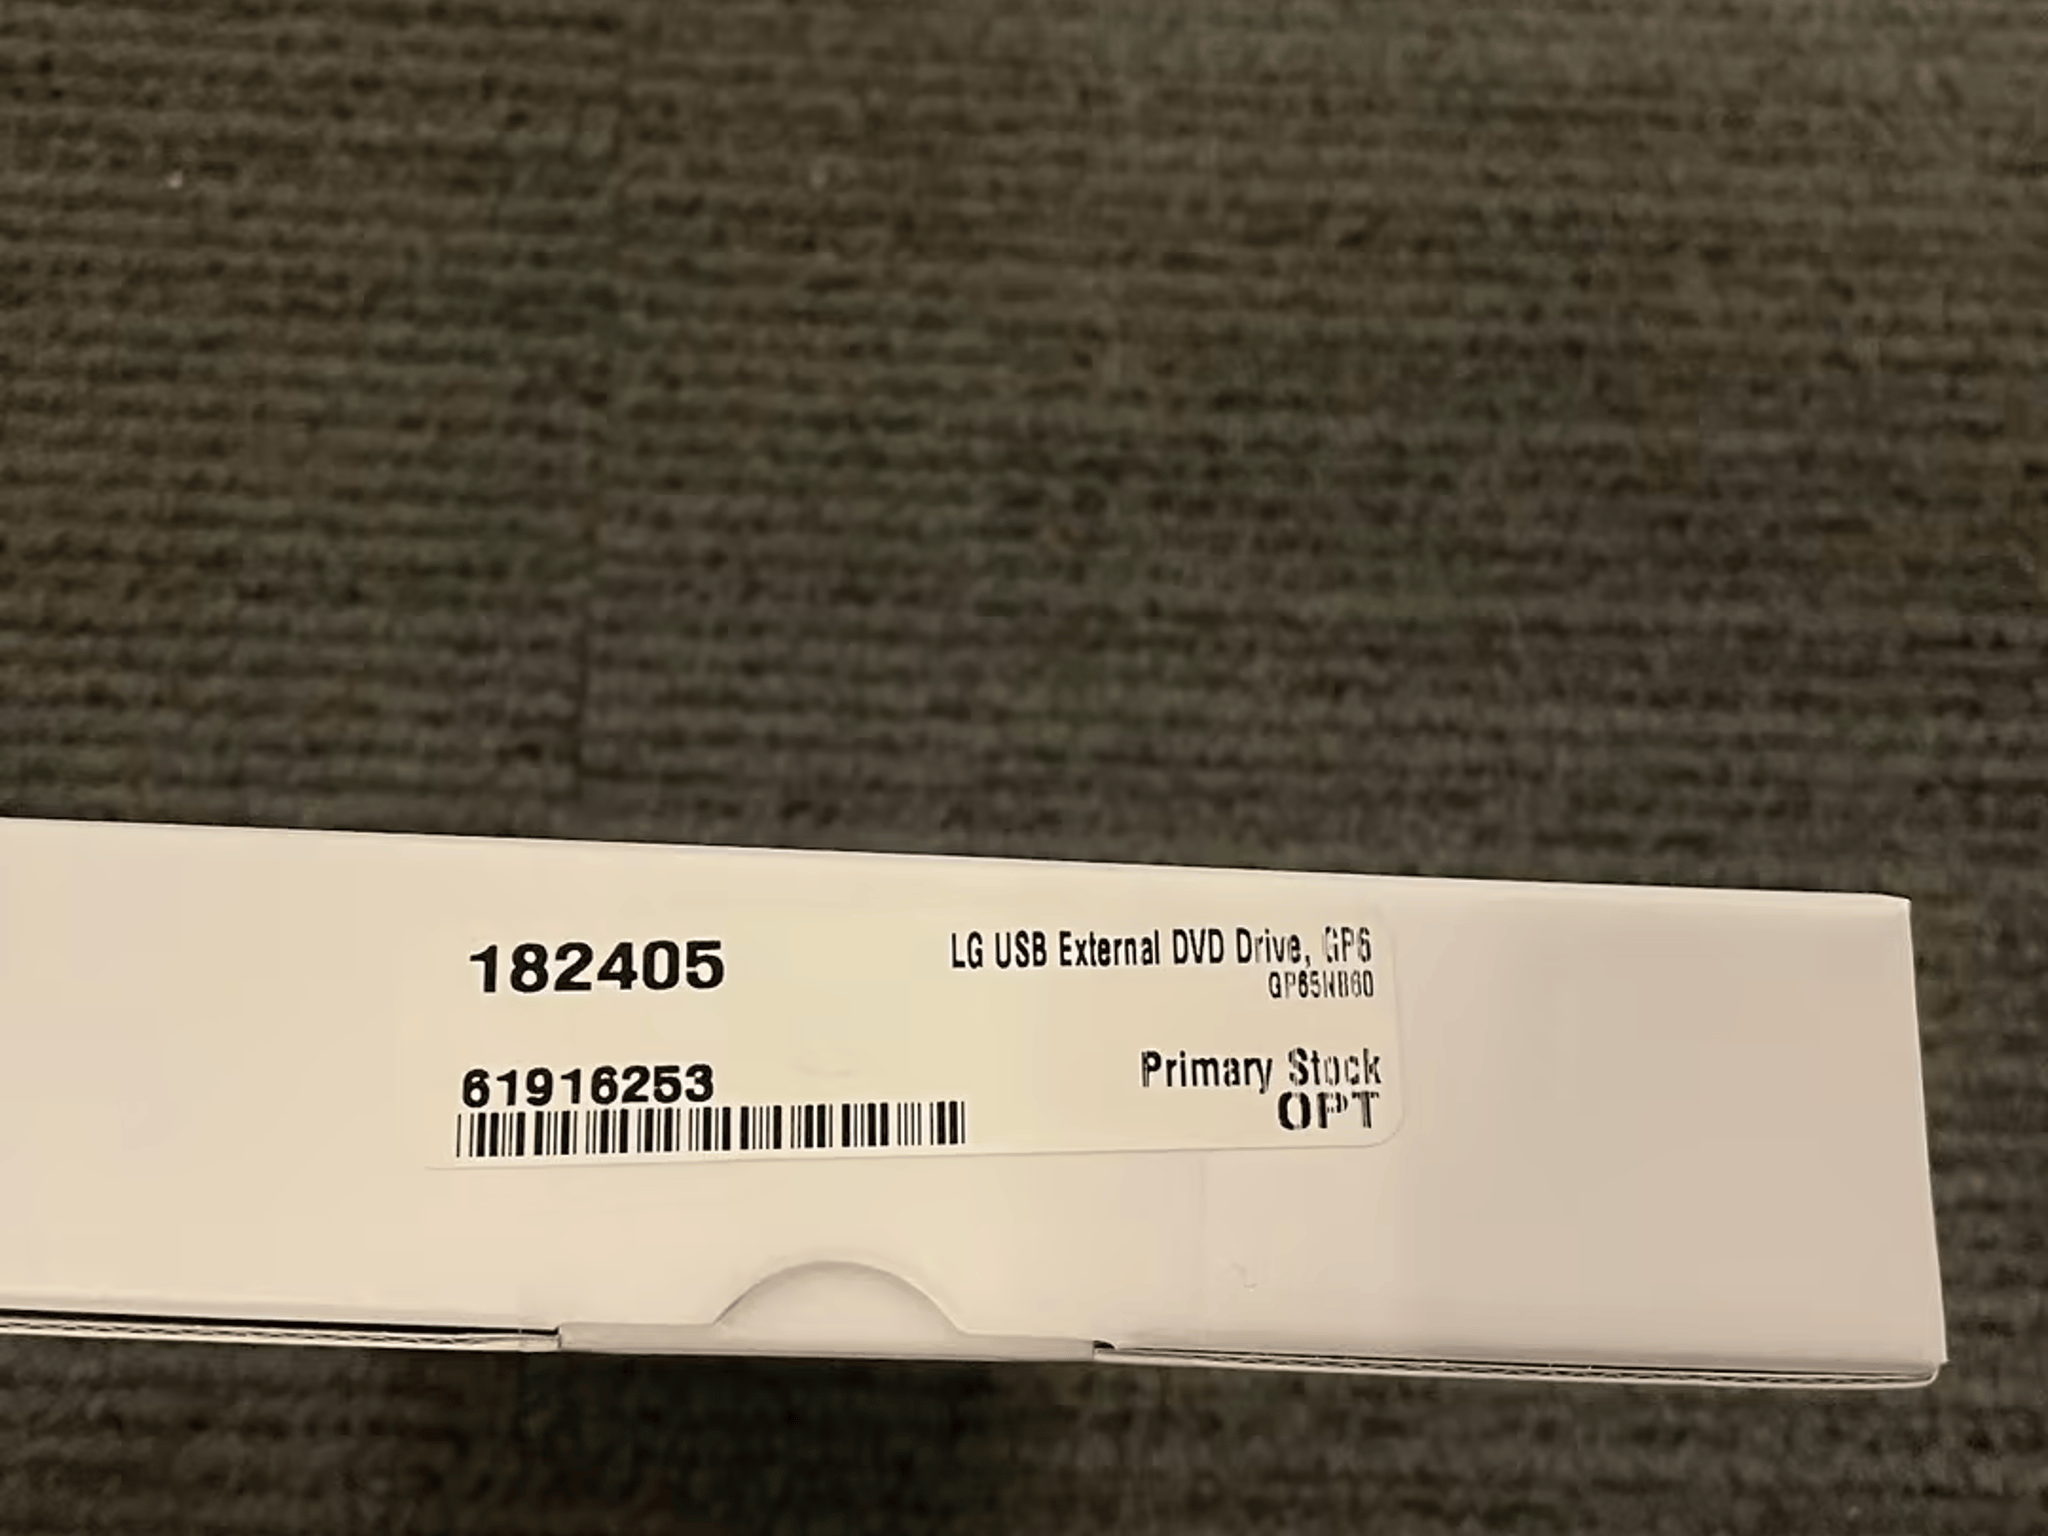 182405
LG USB External DVD Drive, GP6
GP65NB60
61916253
Primary Stock
OPT